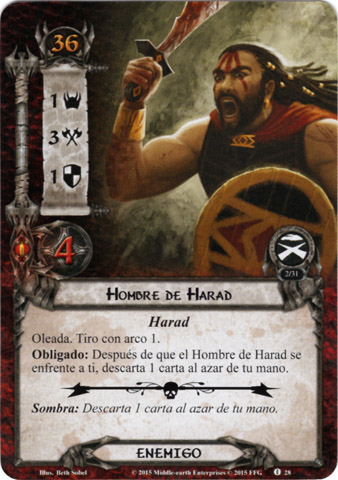 36
1
3
1
4
2/31
Hombre de Harad
Harad
Oleada. Tiro con arco 1.
Obligado: Después de que el Hombre de Harad se
enfrente a ti, descarta 1 carta al azar de tu mano.
Sombra: Descarta 1 carta al azar de tu mano.
ENEMIGO
Illus. Beth Sobel
© 2015 Middle-earth Enterprises © 2015 FFG
28